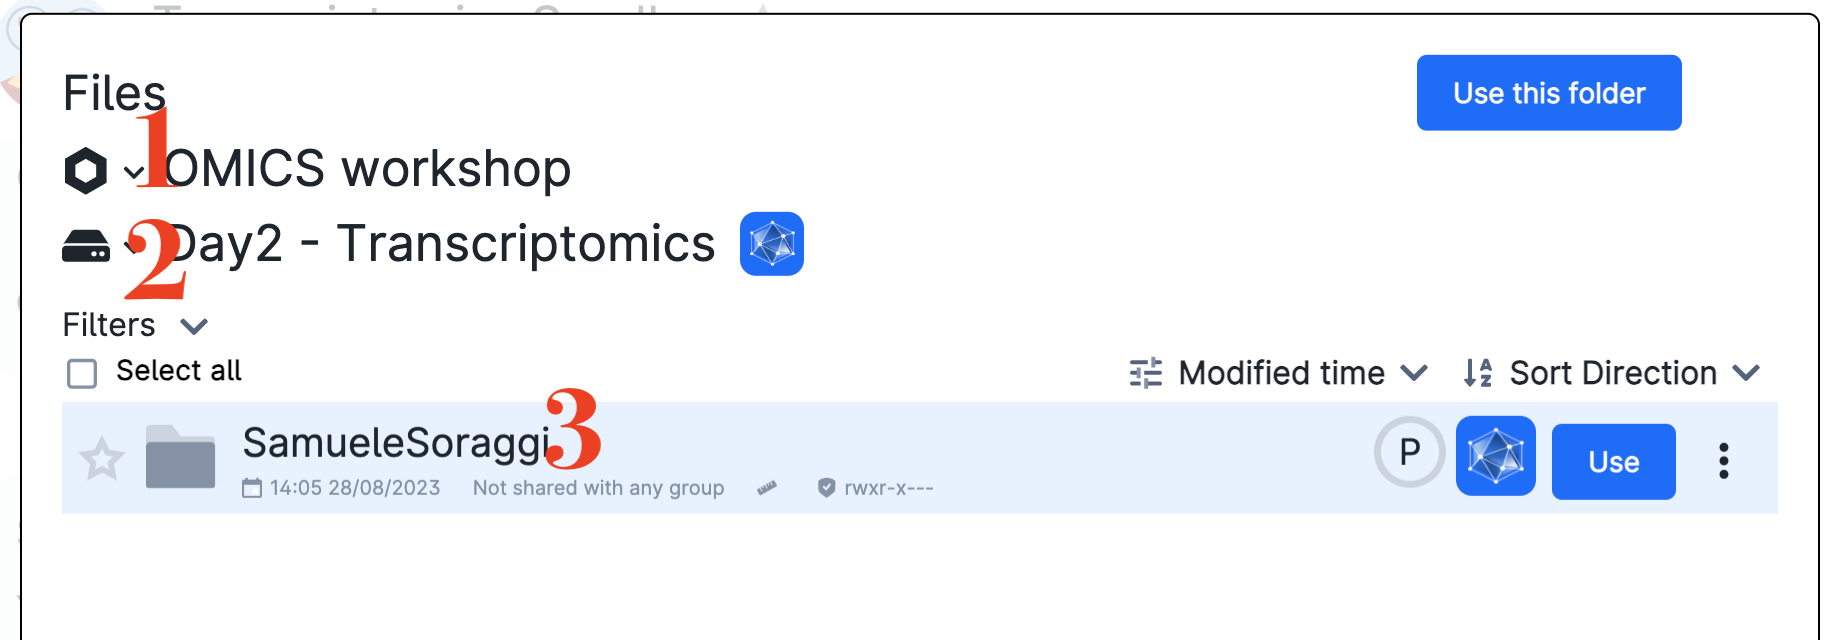 Files
Use this folder
1
OMICS workshop
2
Day2 - Transcriptomics
Filters
Select all
Modified time
Sort Direction
SamueleSoraggi
3
14:05 28/08/2023
Not shared with any group
rwxr-x---
P
Use